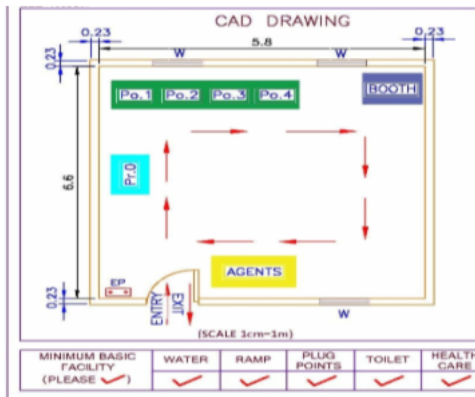 CAD DRAWING
0.23 5.8 0.23
W W
0.23
Po.1 Po.2 Po.3 Po.4 BOOTH
6.6
Pr.0
AGENTS
EP
0.23
ENTRY EXIT
W
(SCALE 1cm-1m)
MINIMUM BASIC FACILITY (PLEASE ✓) WATER RAMP PLUG POINTS TOILET HEALTH CARE
✓ ✓ ✓ ✓ ✓